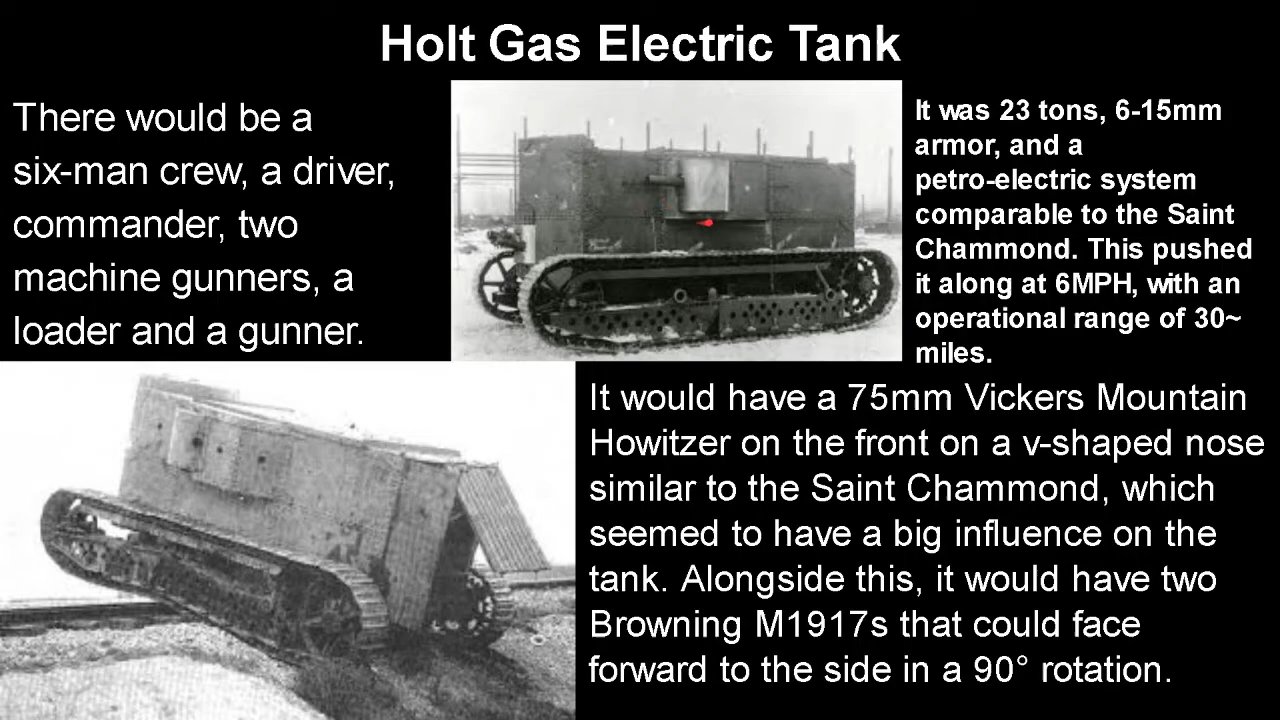 Holt Gas Electric Tank
There would be a
six-man crew, a driver,
commander, two
machine gunners, a
loader and a gunner.
It was 23 tons, 6-15mm
armor, and a
petro-electric system
comparable to the Saint
Chammond. This pushed
it along at 6MPH, with an
operational range of 30~
miles.
It would have a 75mm Vickers Mountain
Howitzer on the front on a v-shaped nose
similar to the Saint Chammond, which
seemed to have a big influence on the
tank. Alongside this, it would have two
Browning M1917s that could face
forward to the side in a 90° rotation.